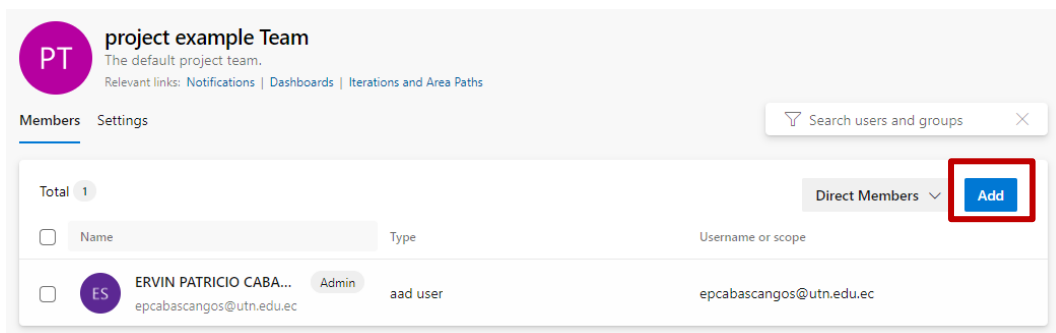 PT
project example Team
The default project team.
Relevant links: Notifications | Dashboards | Iterations and Area Paths
Members Settings
Search users and groups
Total 1
Direct Members
Add
Name Type Username or scope
ES
ERVIN PATRICIO CABA... Admin
epcabascangos@utn.edu.ec
aad user
epcabascangos@utn.edu.ec